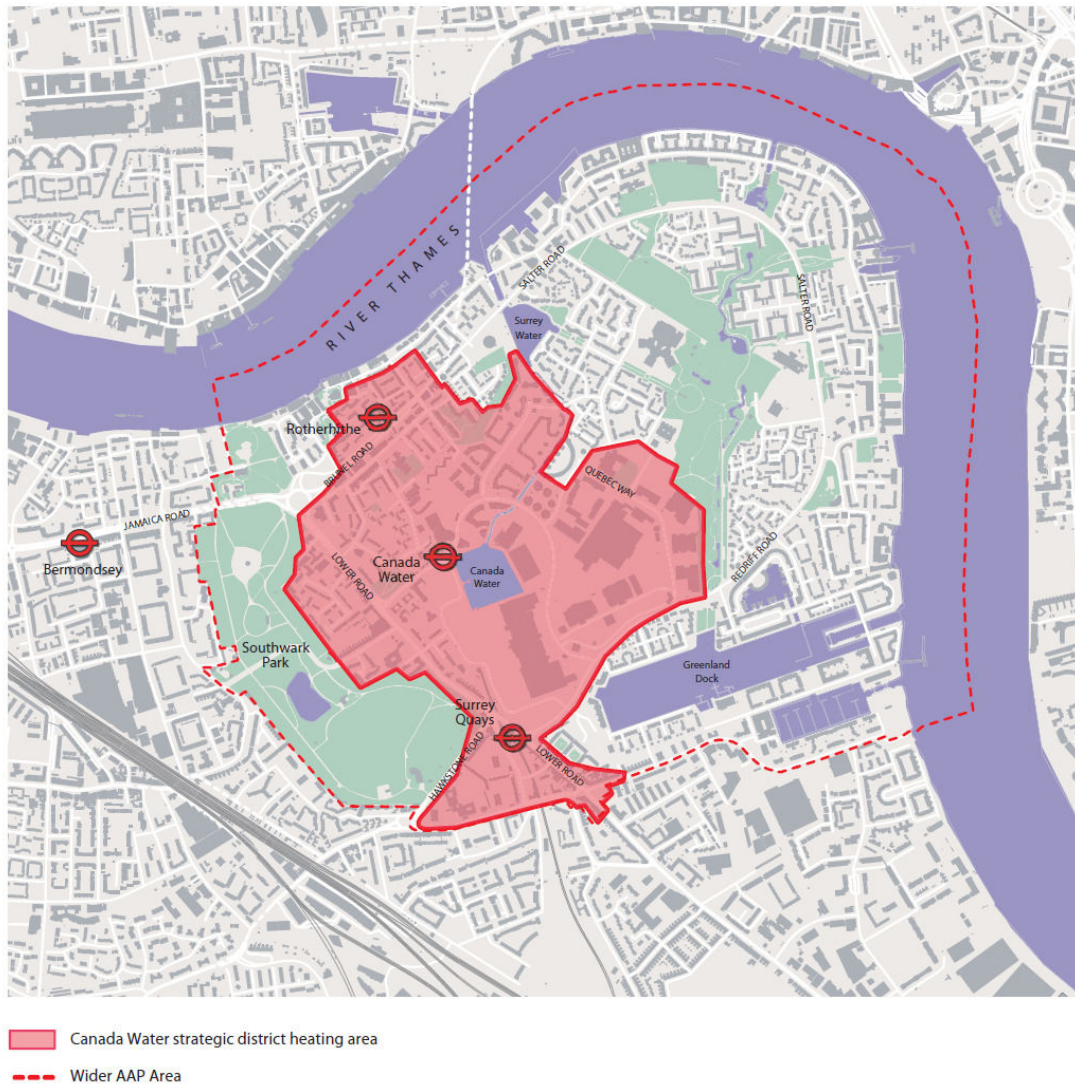 RIVER THAMES
SALTER ROAD
SALTER ROAD
Surrey
Water
Rotherhithe
BRUNEL ROAD
QUEBEC WAY
JAMAICA ROAD
Bermondsey
Canada
Water
Canada
Water
LOWER ROAD
REDRIFF ROAD
Southwark
Park
Greenland
Dock
Surrey
Quays
HAWKSTONE ROAD
LOWER ROAD
Canada Water strategic district heating area
Wider AAP Area